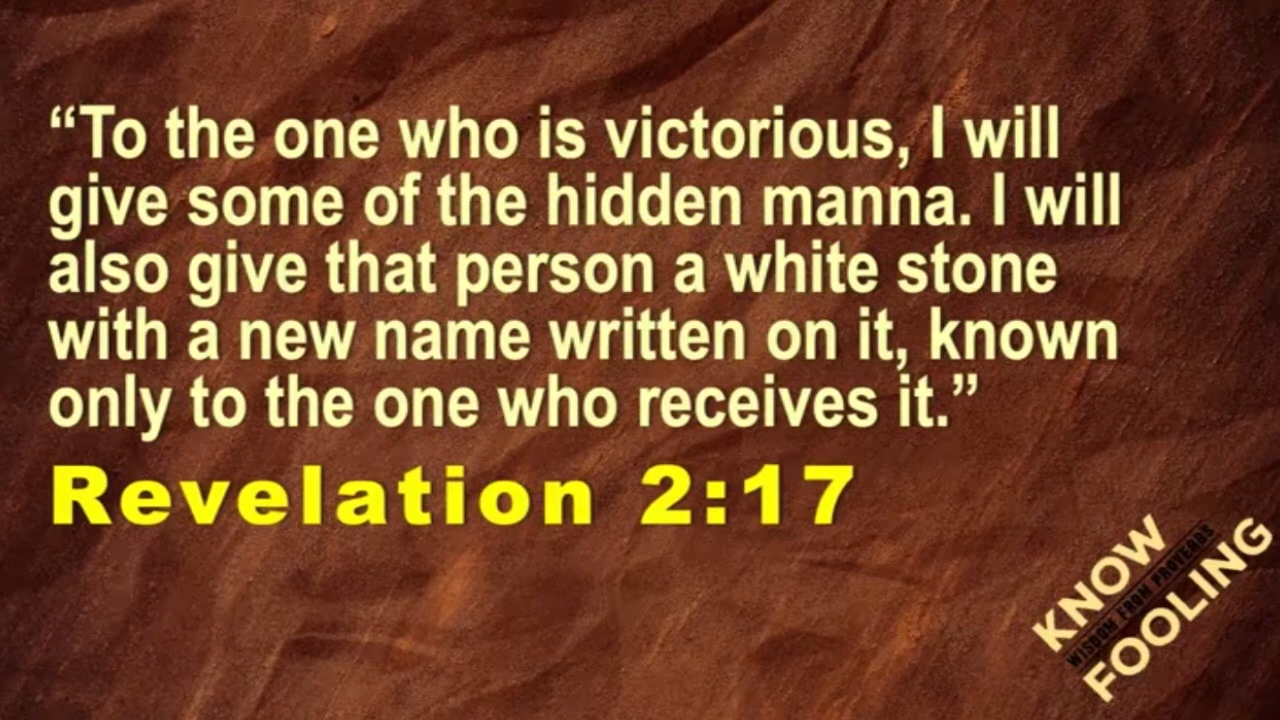 “To the one who is victorious, I will
give some of the hidden manna. I will
also give that person a white stone
with a new name written on it, known
only to the one who receives it.”
Revelation 2:17
KNOW
WISDOM FROM PROVERBS
FOOLING